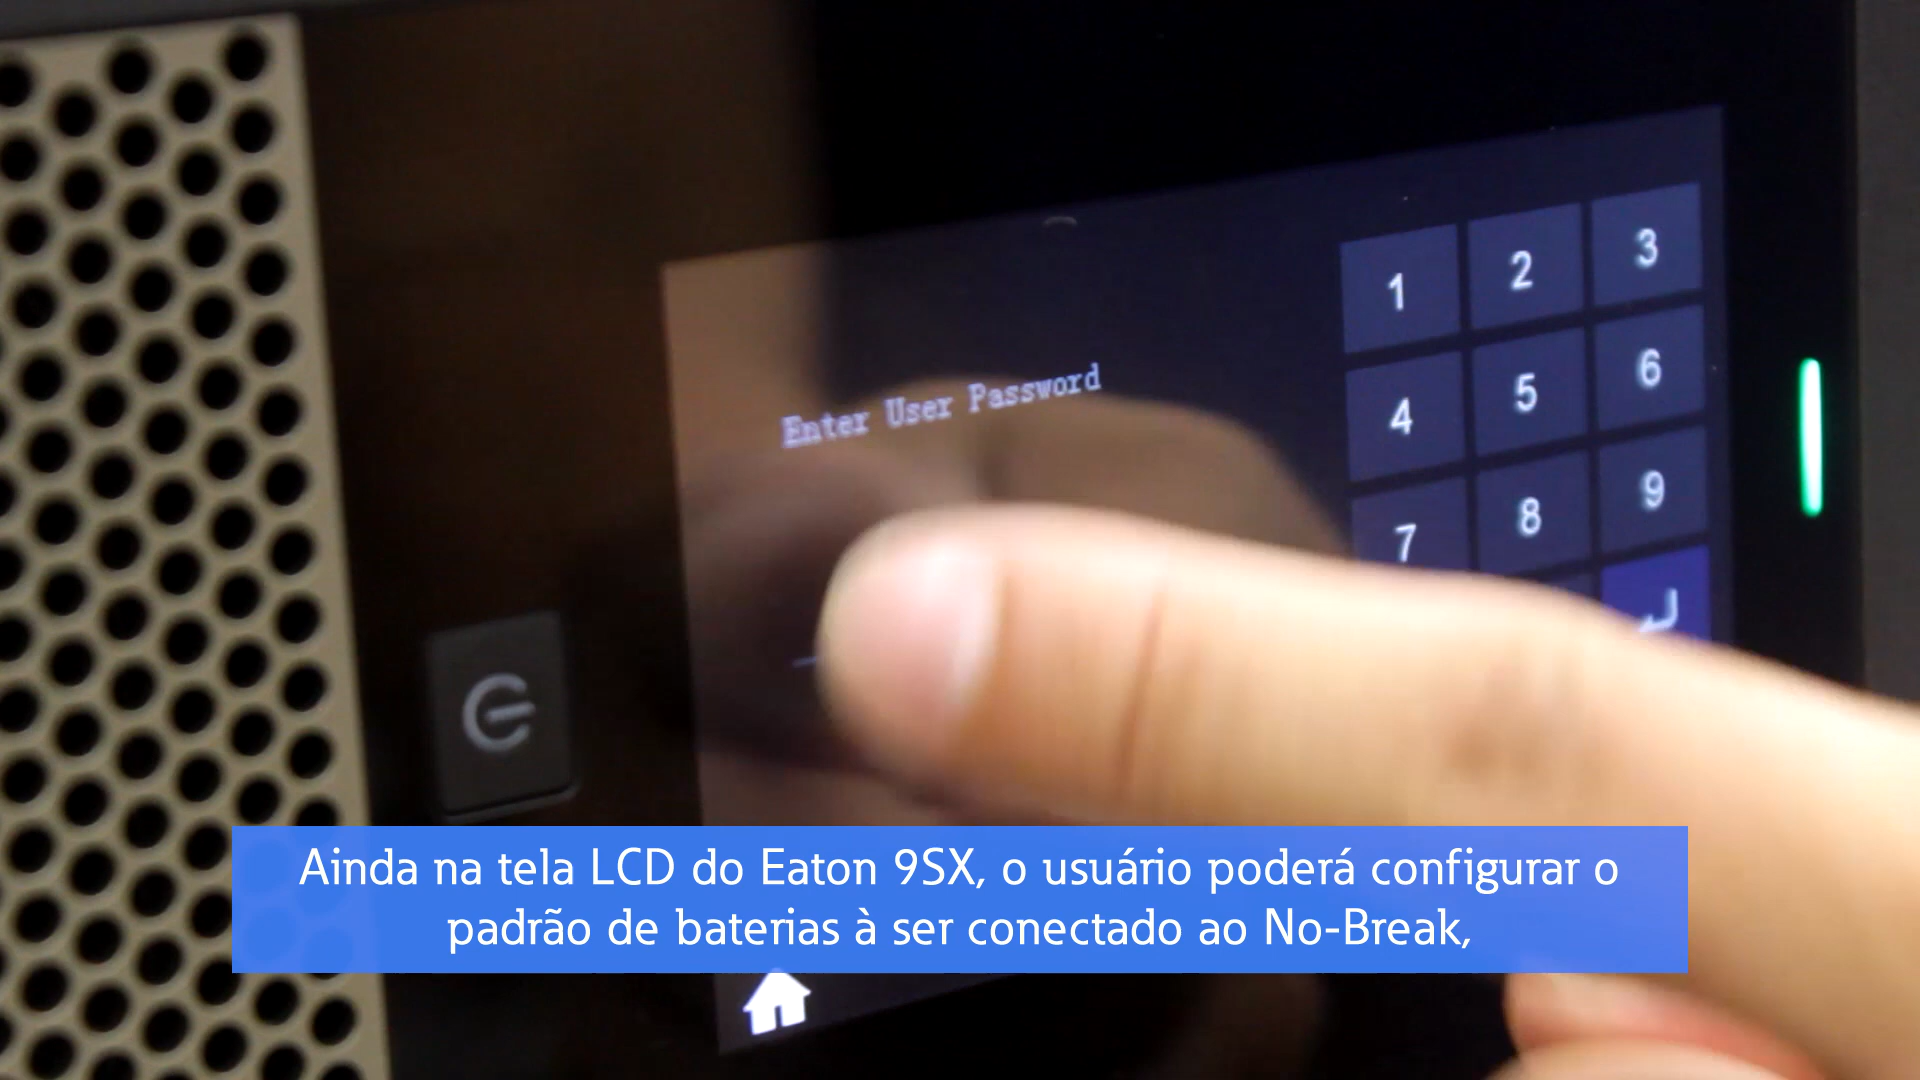 Enter User Password
1 2 3
4 5 6
7 8 9
Ainda na tela LCD do Eaton 9SX, o usuário poderá configurar o
padrão de baterias à ser conectado ao No-Break,